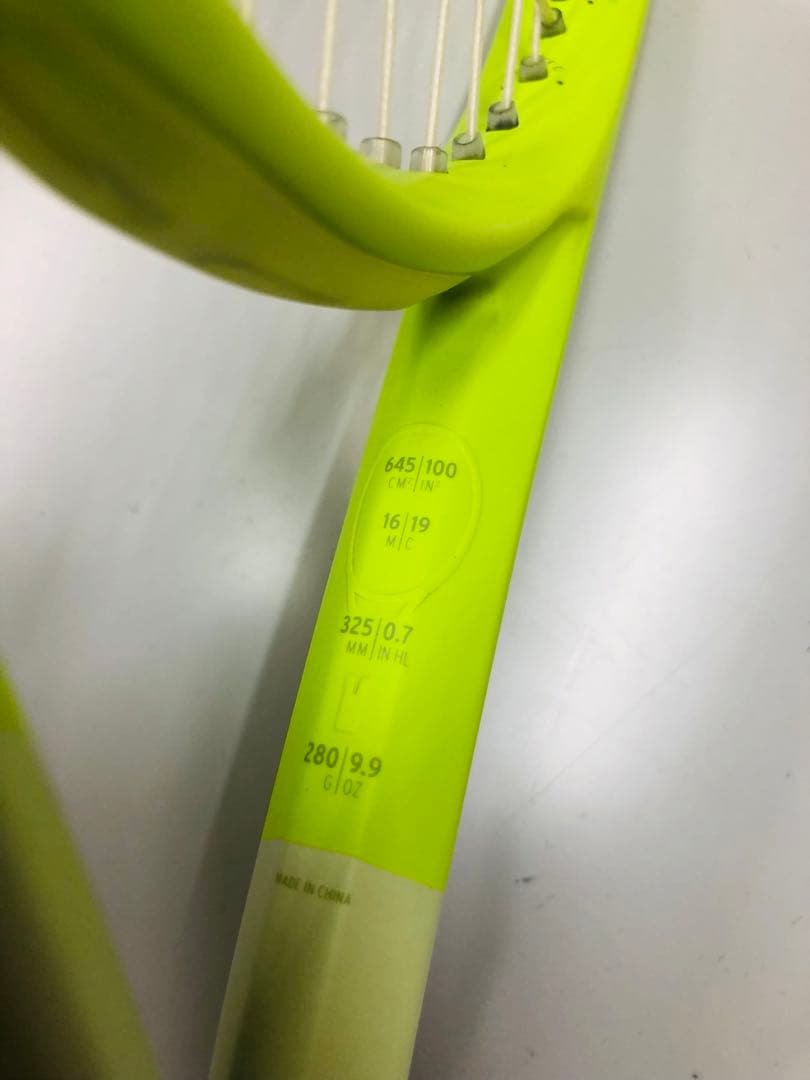 645|100
CM²|IN²
16|19
M|C
325|0.7
MM|IN HL
280|9.9
G|OZ
MADE IN CHINA